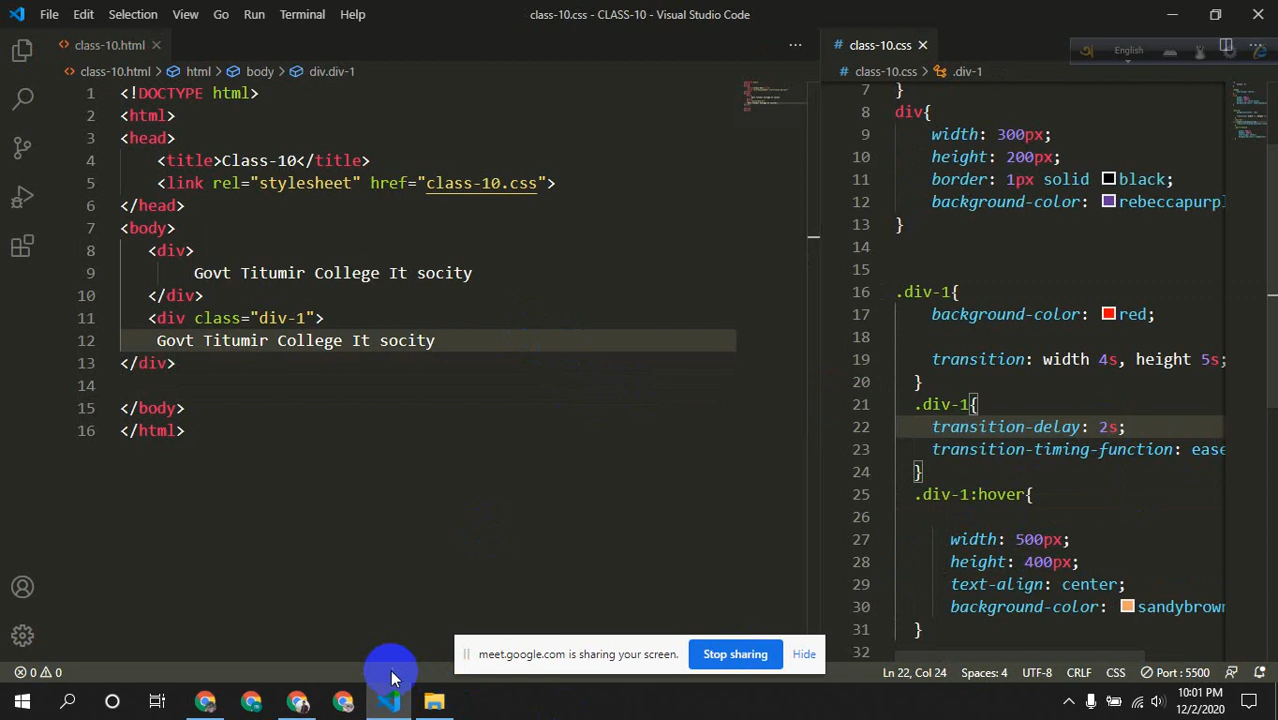 File Edit Selection View Go Run Terminal Help
class-10.css - CLASS-10 - Visual Studio Code
class-10.html
class-10.html html body div.div-1
1 <!DOCTYPE html>
2 <html>
3 <head>
4 <title>Class-10</title>
5 <link rel="stylesheet" href="class-10.css">
6 </head>
7 <body>
8 <div>
9 Govt Titumir College It socity
10 </div>
11 <div class="div-1">
12 Govt Titumir College It socity
13 </div>
14
15 </body>
16 </html>
# class-10.css
অ English
# class-10.css .div-1
7 }
8 div{
9 width: 300px;
10 height: 200px;
11 border: 1px solid black;
12 background-color: rebeccapurpl
13 }
14
15
16 .div-1{
17 background-color: red;
18
19 transition: width 4s, height 5s;
20 }
21 .div-1{
22 transition-delay: 2s;
23 transition-timing-function: ease
24 }
25 .div-1:hover{
26
27 width: 500px;
28 height: 400px;
29 text-align: center;
30 background-color: sandybrown
31 }
32
meet.google.com is sharing your screen. Stop sharing Hide
0 0 Ln 22, Col 24 Spaces: 4 UTF-8 CRLF CSS Port : 5500
10:01 PM
12/2/2020